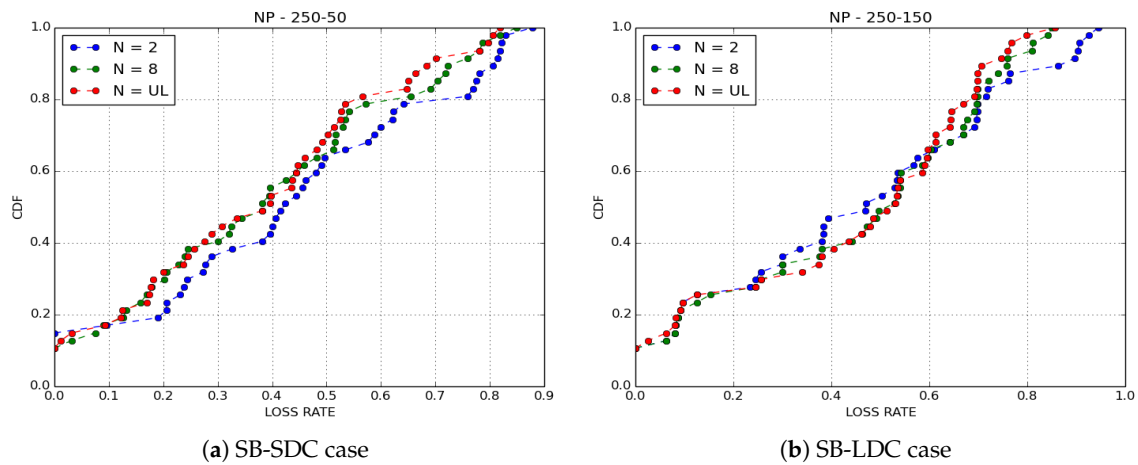 NP - 250-50
N = 2
N = 8
N = UL
CDF
1.0
0.8
0.6
0.4
0.2
0.0
0.0 0.1 0.2 0.3 0.4 0.5 0.6 0.7 0.8 0.9
LOSS RATE
(a) SB-SDC case
NP - 250-150
N = 2
N = 8
N = UL
CDF
1.0
0.8
0.6
0.4
0.2
0.0
0.0 0.2 0.4 0.6 0.8 1.0
LOSS RATE
(b) SB-LDC case